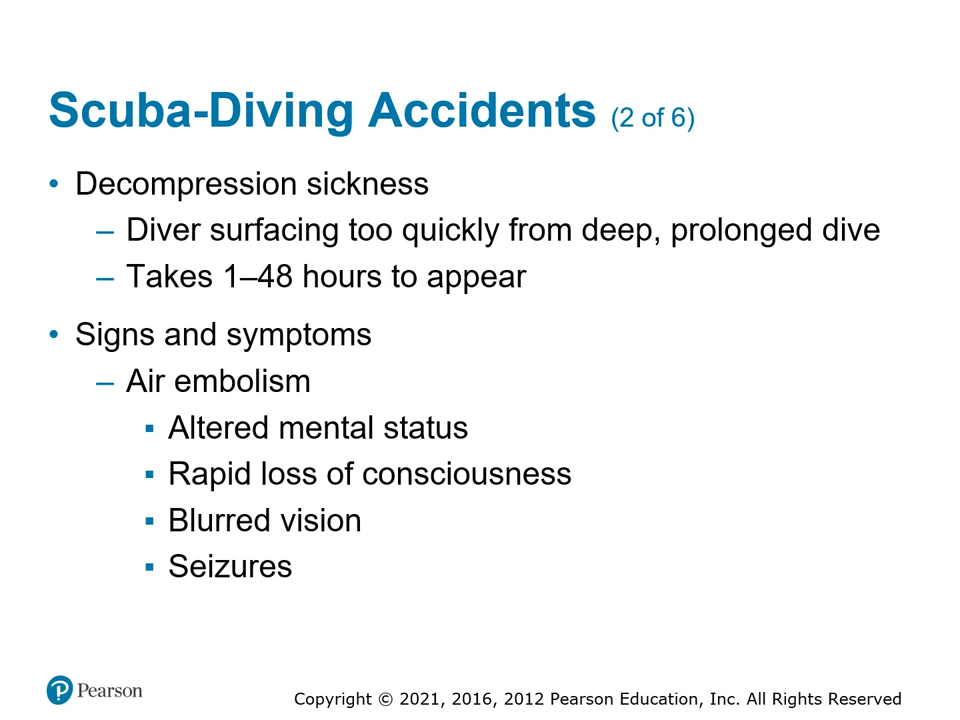 Scuba-Diving Accidents (2 of 6)
• Decompression sickness
– Diver surfacing too quickly from deep, prolonged dive
– Takes 1–48 hours to appear
• Signs and symptoms
– Air embolism
▪ Altered mental status
▪ Rapid loss of consciousness
▪ Blurred vision
▪ Seizures
Pearson
Copyright © 2021, 2016, 2012 Pearson Education, Inc. All Rights Reserved